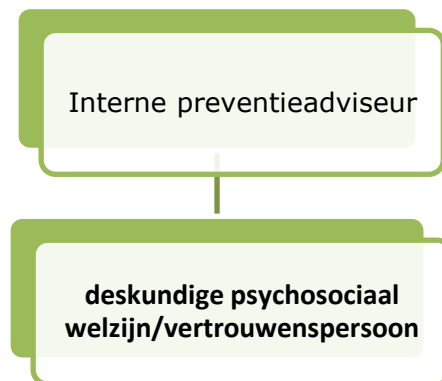 Interne preventieadviseur
deskundige psychosociaal
welzijn/vertrouwenspersoon